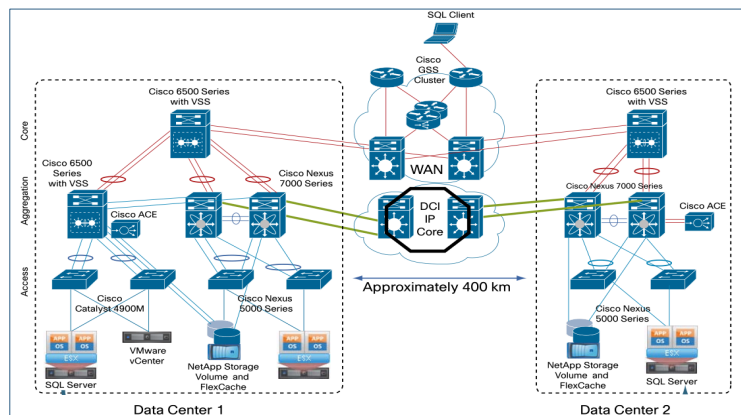 SQL Client
Cisco
GSS
Cluster
Cisco 6500 Series
with VSS
Cisco 6500 Series
with VSS
Core
WAN
Cisco 6500
Series
with VSS
Cisco Nexus
7000 Series
Cisco Nexus 7000 Series
Aggregation
Cisco ACE
DCI
IP
Core
Cisco ACE
Access
Approximately 400 km
Cisco
Catalyst 4900M
Cisco Nexus
5000 Series
Cisco Nexus
5000 Series
APP
APP
OS
OS
ESX
VMware
vCenter
APP
APP
OS
OS
ESX
APP
APP
OS
OS
ESX
SQL Server
NetApp Storage
Volume and
FlexCache
NetApp Storage
Volume and
FlexCache
SQL Server
Data Center 1
Data Center 2